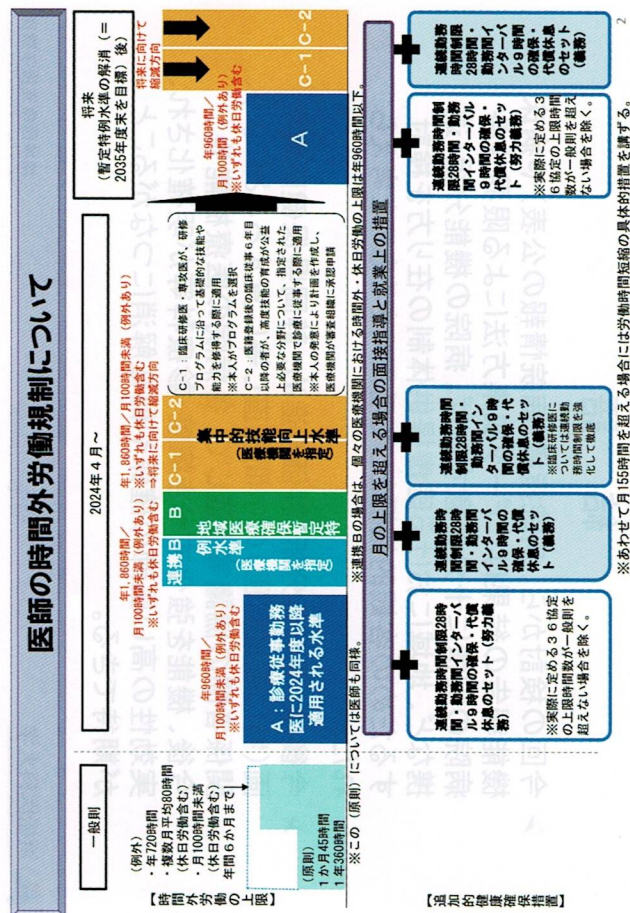 医師の時間外労働規制について
一般則
2024年4月~
将来
(暫定特例水準の解消(=
2035年度末を目標)後
【時間外労働の上限】
(例外)
・年720時間
・複数月平均80時間
(休日労働含む)
・月100時間未満
(休日労働含む)
年間6か月まで
(原則)
1か月45時間
1年360時間
※この(原則)については医師も同様。
年960時間/
月100時間未満(例外あり)
※いずれも休日労働含む
A:診療従事勤務
医に2024年度以降
適用される水準
年1,860時間/
月100時間未満(例外あり)
※いずれも休日労働含む
連携B
B
地域医療確保暫定特
例水準
(医療機関を指定)
年1,860時間/月100時間未満(例外あり)
※いずれも休日労働含む
⇒将来に向けて縮減方向
C-1
C-2
集中的技能向上水準
(医療機関を指定)
C-1:臨床研修医・専攻医が、研修
プログラムに沿って基礎的な技能や
能力を修得する際に適用
※本人がプログラムを選択
C-2:医籍登録後の臨床従事6年目
以降の者が、高度技能の育成が公益
上必要な分野について、指定された
医療機関で診療に従事する際に適用
※本人の発意により計画を作成し、
医療機関が審査組織に承認申請
年960時間/
月100時間(例外あり)
※いずれも休日労働含む
A
将来に向けて
縮減方向
C-1
C-2
※連携Bの場合は、個々の医療機関における時間外・休日労働の上限は年960時間以下。
月の上限を超える場合の面接指導と就業上の措置
【追加的健康確保措置】
連続勤務時間制限28時
間・勤務間インターバ
ル9時間の確保・代償
休息のセット(努力義
務)
※実際に定める36協定
の上限時間数が一般則を
超えない場合を除く。
連続勤務時
間制限28時
間・勤務間イ
ンターバル9時間の
確保・代償
休息のセッ
ト(義務)
連続勤務時間
制限28時間・
勤務間イン
ターバル9時
間の確保・代
償休息のセッ
ト(義務)
※臨床研修医に
ついては連続勤
務時間制限を強
化して徹底
連続勤務時間制
限28時間・勤務
間インターバル
9時間の確保・
代償休息のセッ
ト(努力義務)
※実際に定める3
6協定の上限時間
数が一般則を超え
ない場合を除く。
連続勤務
時間制限
28時間・
勤務間イ
ンターバ
ル9時間
の確保・
代償休息
のセット
(義務)
※あわせて月155時間を超える場合には労働時間短縮の具体的措置を講ずる。
2